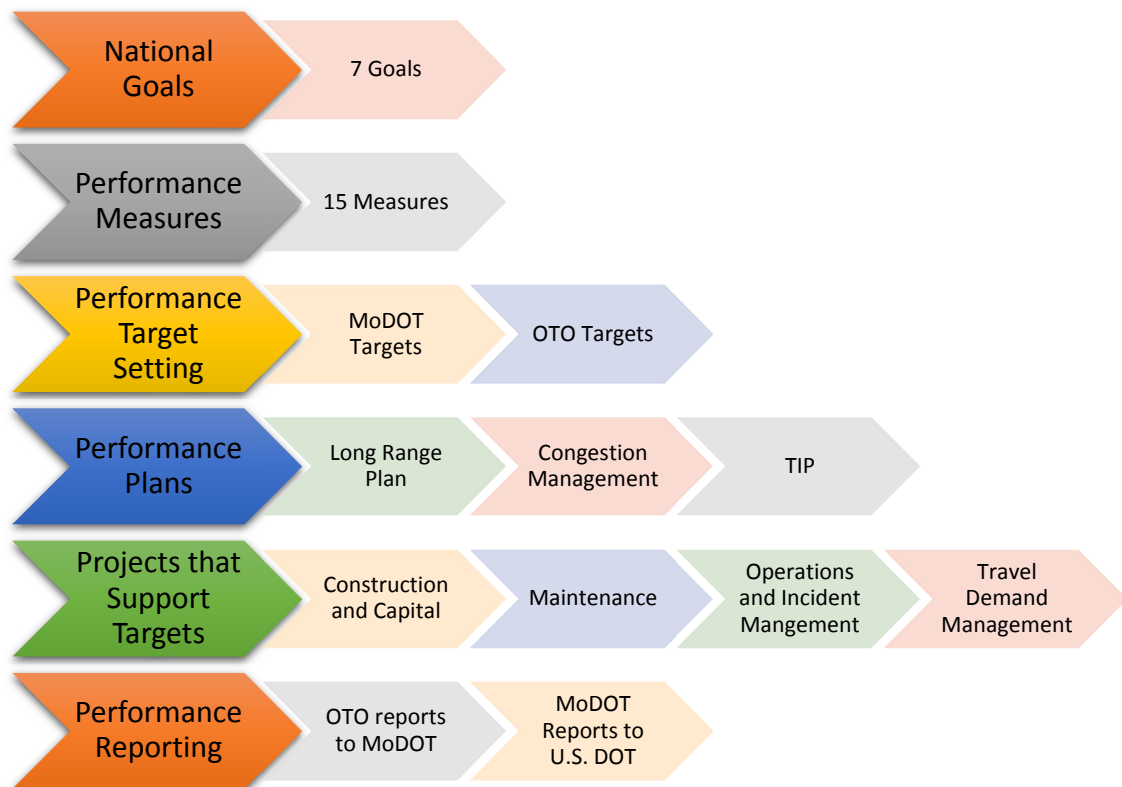 National
Goals
7 Goals
Performance
Measures
15 Measures
Performance
Target
Setting
MoDOT
Targets
OTO Targets
Performance
Plans
Long Range
Plan
Congestion
Management
TIP
Projects that
Support
Targets
Construction
and Capital
Maintenance
Operations
and Incident
Mangement
Travel
Demand
Management
Performance
Reporting
OTO reports
to MoDOT
MoDOT
Reports to
U.S. DOT